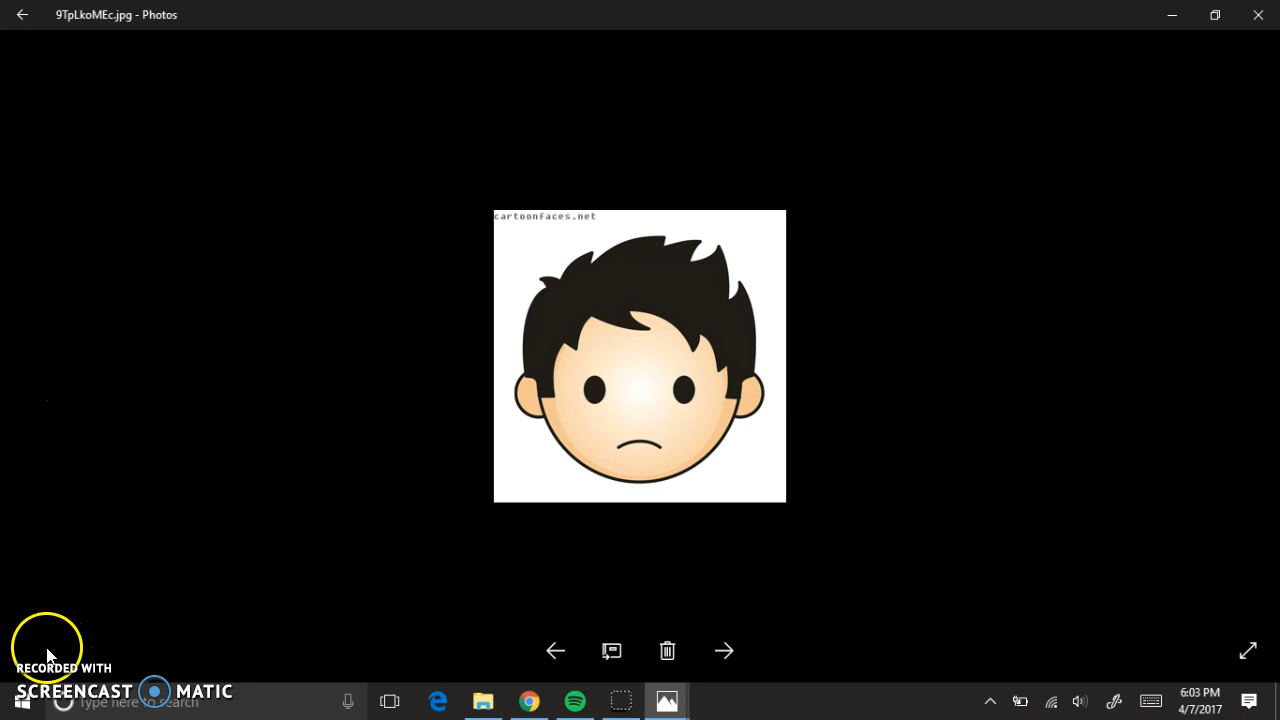 9TpLkoMEc.jpg - Photos
cartoonfaces.net
RECORDED WITH
SCREENCAST MATIC
Type here to search
6:03 PM
4/7/2017